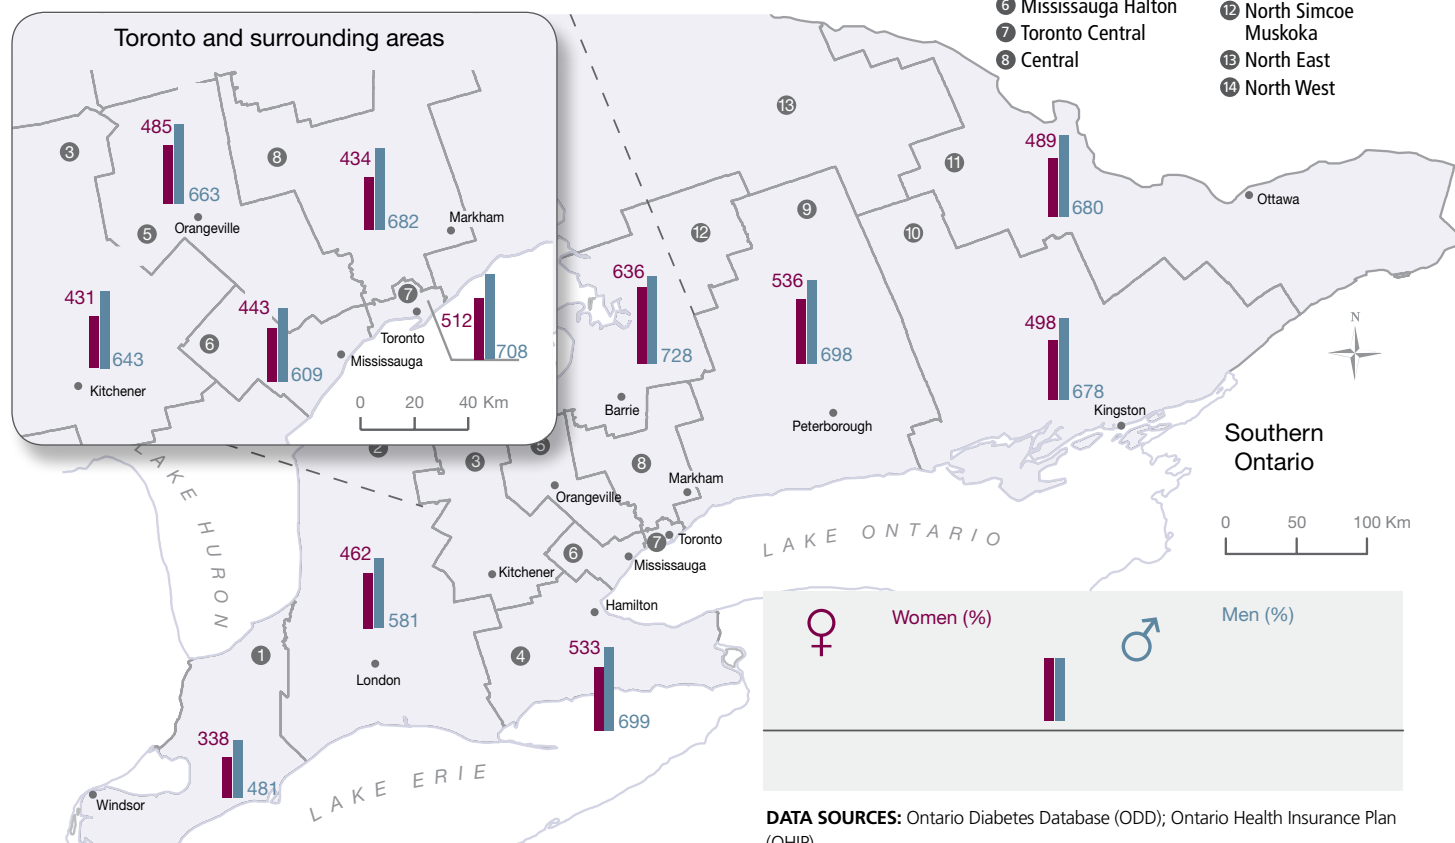 6 Mississauga Halton
7 Toronto Central
8 Central
12 North Simcoe
Muskoka
13 North East
14 North West
Toronto and surrounding areas
3
485
663
5
Orangeville
8
434
682
Markham
431
643
Kitchener
6
443
609
7
Toronto
Mississauga
512
708
0 20 40 Km
13
11
489
680
Ottawa
12
9
10
636
728
Barrie
536
698
Peterborough
498
678
Kingston
N
Southern
Ontario
0 50 100 Km
2
3
5
8
Orangeville
Markham
7
Toronto
6
Mississauga
Kitchener
Hamilton
LAKE HURON
LAKE ONTARIO
462
581
London
1
4
533
699
338
481
Windsor
LAKE ERIE
Women (%)
Men (%)
DATA SOURCES: Ontario Diabetes Database (ODD); Ontario Health Insurance Plan
(OHIP)